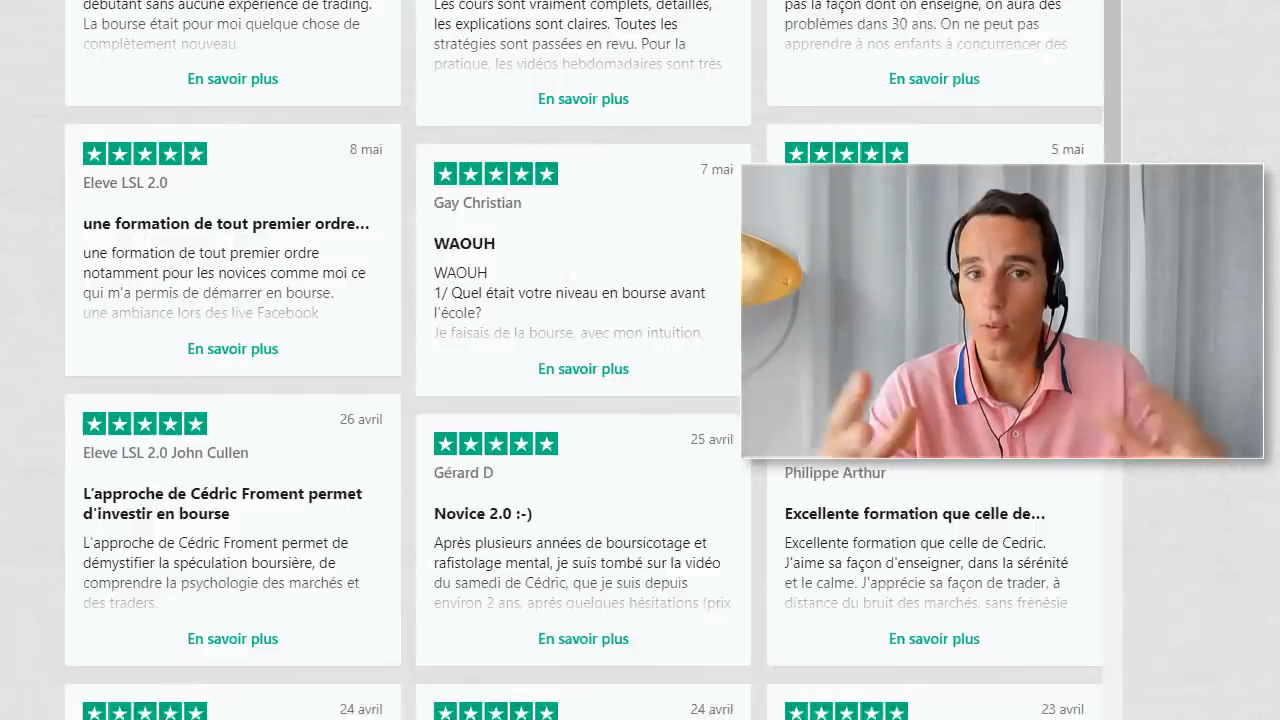 débutant sans aucune expérience de trading.
La bourse était pour moi quelque chose de
complètement nouveau.
En savoir plus
Les cours sont vraiment complets, détaillés,
les explications sont claires. Toutes les
stratégies sont passées en revu. Pour la
pratique, les vidéos hebdomadaires sont très
En savoir plus
pas la façon dont on enseigne, on aura des
problèmes dans 30 ans. On ne peut pas
apprendre à nos enfants à concurrencer des
En savoir plus
8 mai
Eleve LSL 2.0
une formation de tout premier ordre…
une formation de tout premier ordre
notamment pour les novices comme moi ce
qui m'a permis de démarrer en bourse.
une ambiance lors des live Facebook
En savoir plus
7 mai
Gay Christian
WAOUH
WAOUH
1/ Quel était votre niveau en bourse avant
l'école?
Je faisais de la bourse, avec mon intuition,
En savoir plus
5 mai
26 avril
Eleve LSL 2.0 John Cullen
L'approche de Cédric Froment permet
d'investir en bourse
L'approche de Cédric Froment permet de
démystifier la spéculation boursière, de
comprendre la psychologie des marchés et
des traders.
En savoir plus
25 avril
Gérard D
Novice 2.0 :-)
Après plusieurs années de boursicotage et
rafistolage mental, je suis tombé sur la vidéo
du samedi de Cédric, que je suis depuis
environ 2 ans, après quelques hésitations (prix
En savoir plus
Philippe Arthur
Excellente formation que celle de…
Excellente formation que celle de Cedric.
J'aime sa façon d'enseigner, dans la sérénité
et le calme. J'apprécie sa façon de trader, à
distance du bruit des marchés, sans frénésie
En savoir plus
24 avril
24 avril
23 avril